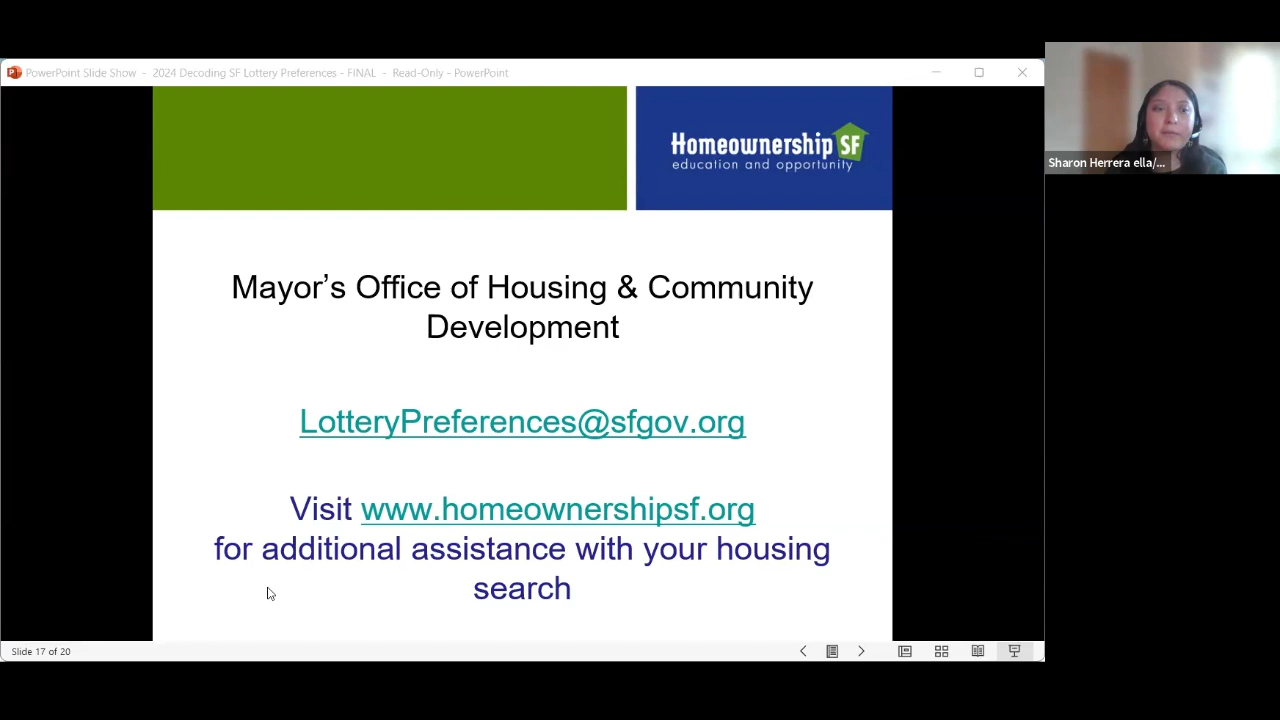 PowerPoint Slide Show - 2024 Decoding SF Lottery Preferences - FINAL - Read-Only - PowerPoint
Homeownership SF
education and opportunity
Sharon Herrera ella/...
Mayor’s Office of Housing & Community
Development
LotteryPreferences@sfgov.org
Visit www.homeownershipsf.org
for additional assistance with your housing
search
Slide 17 of 20